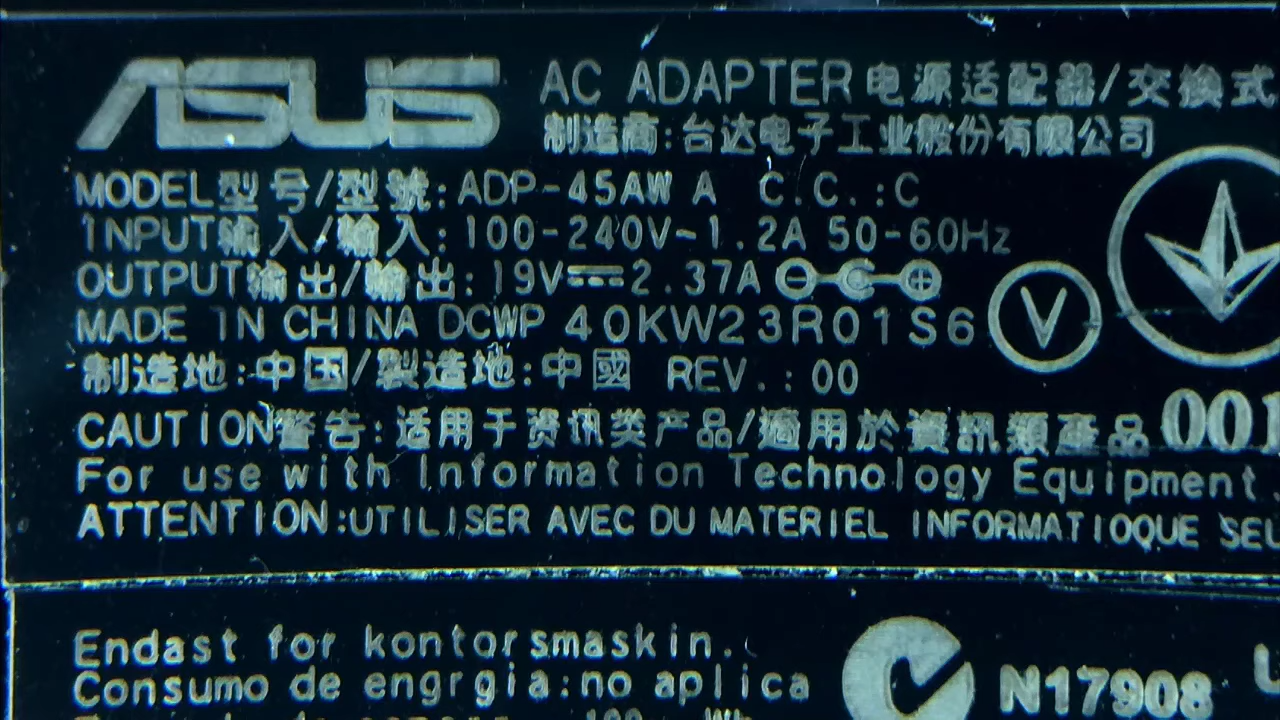 ASUS AC ADAPTER 电源适配器/交換式
制造商:台达电子工业股份有限公司
MODEL型号/型號: ADP-45AW A C.C.:C
INPUT输入/輸入: 100-240V~1.2A 50-60Hz
OUTPUT输出/輸出: 19V⎓2.37A
MADE IN CHINA DCWP 40KW23R01S6 V
制造地:中国/製造地:中國 REV.: 00
CAUTION警告:适用于资讯类产品/適用於資訊類產品 001
For use with Information Technology Equipment.
ATTENTION:UTILISER AVEC DU MATERIEL INFORMATIOQUE SEU
Endast for kontorsmaskin.
Consumo de engrgia:no aplica
N17908